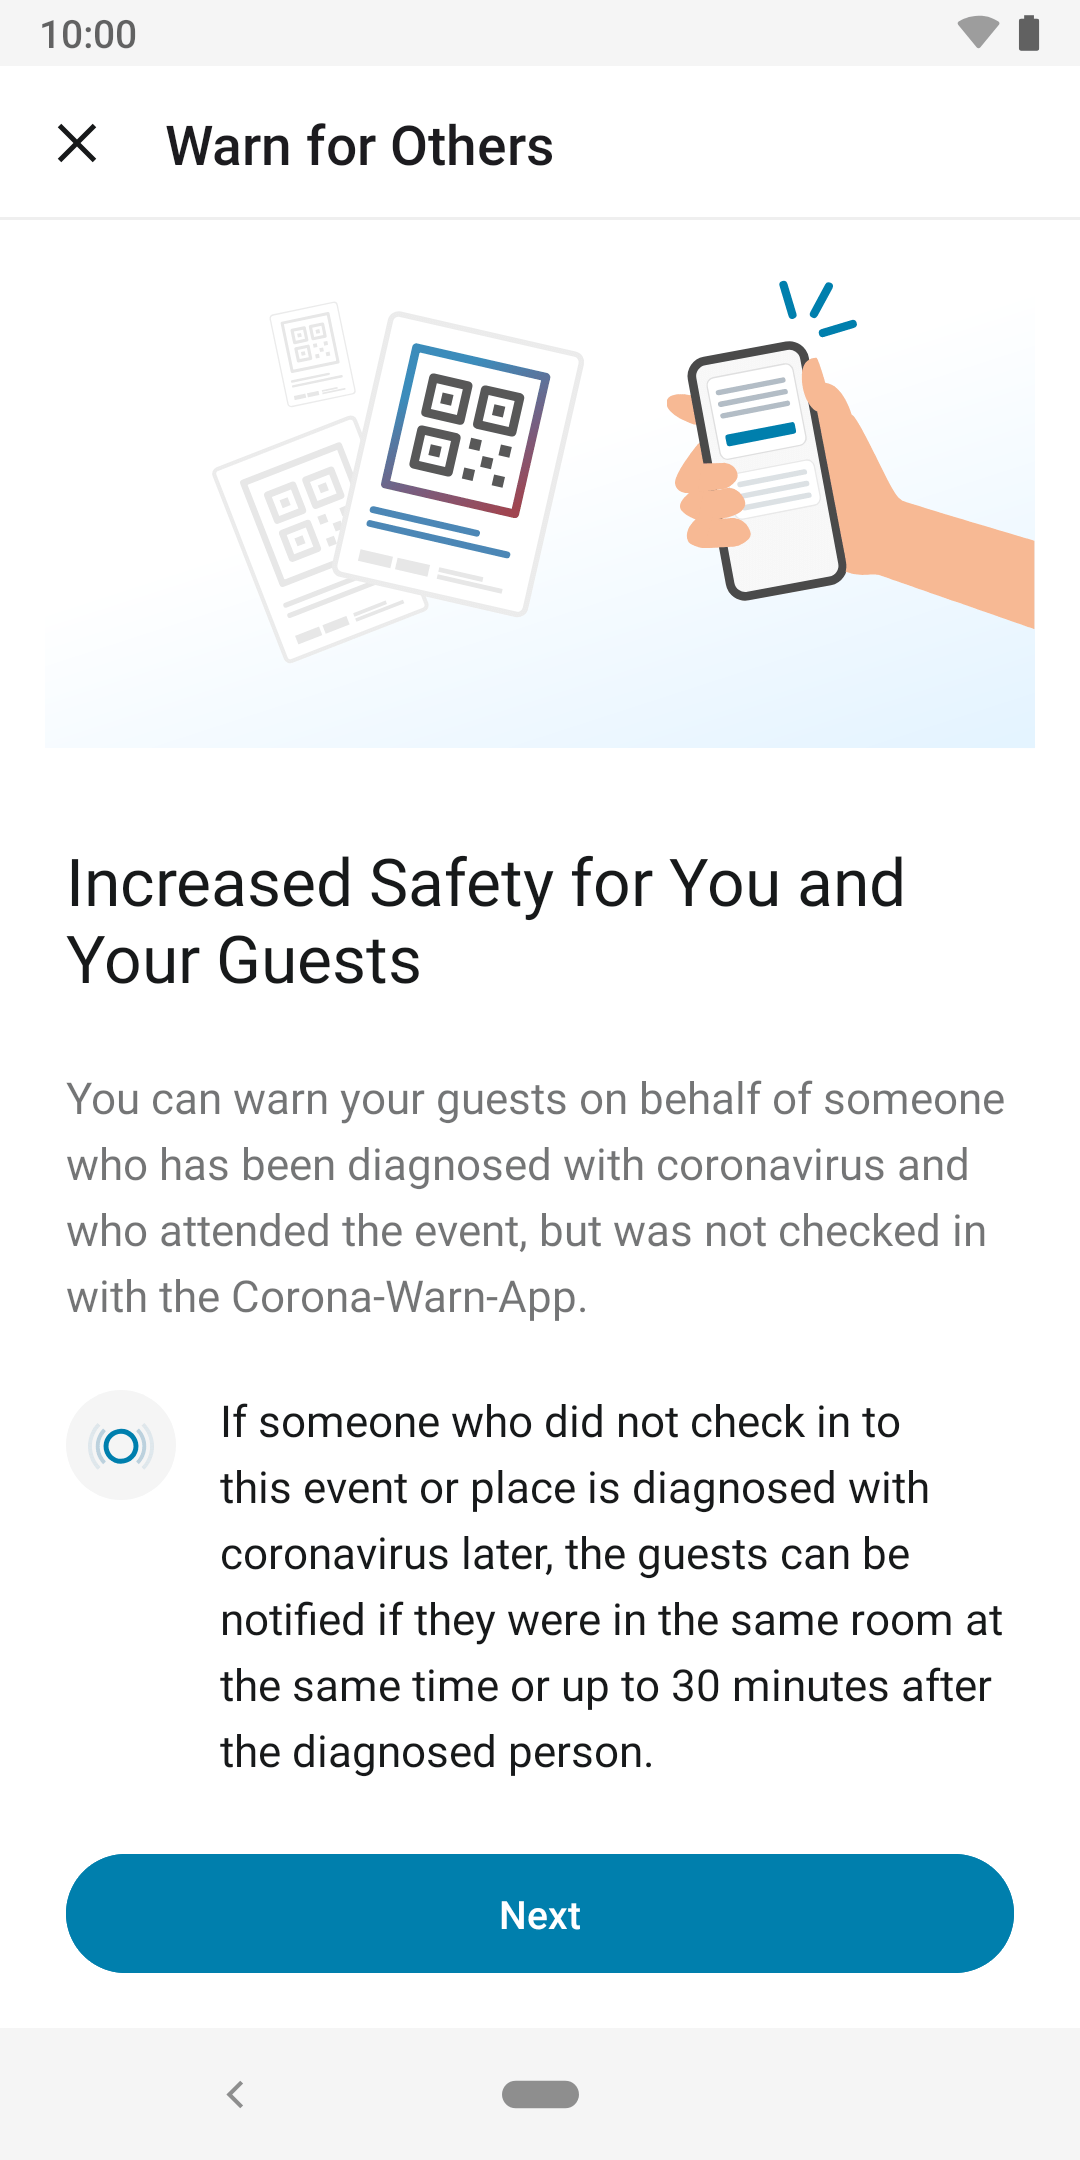 10:00
Warn for Others
Increased Safety for You and
Your Guests
You can warn your guests on behalf of someone
who has been diagnosed with coronavirus and
who attended the event, but was not checked in
with the Corona-Warn-App.
If someone who did not check in to
this event or place is diagnosed with
coronavirus later, the guests can be
notified if they were in the same room at
the same time or up to 30 minutes after
the diagnosed person.
Next